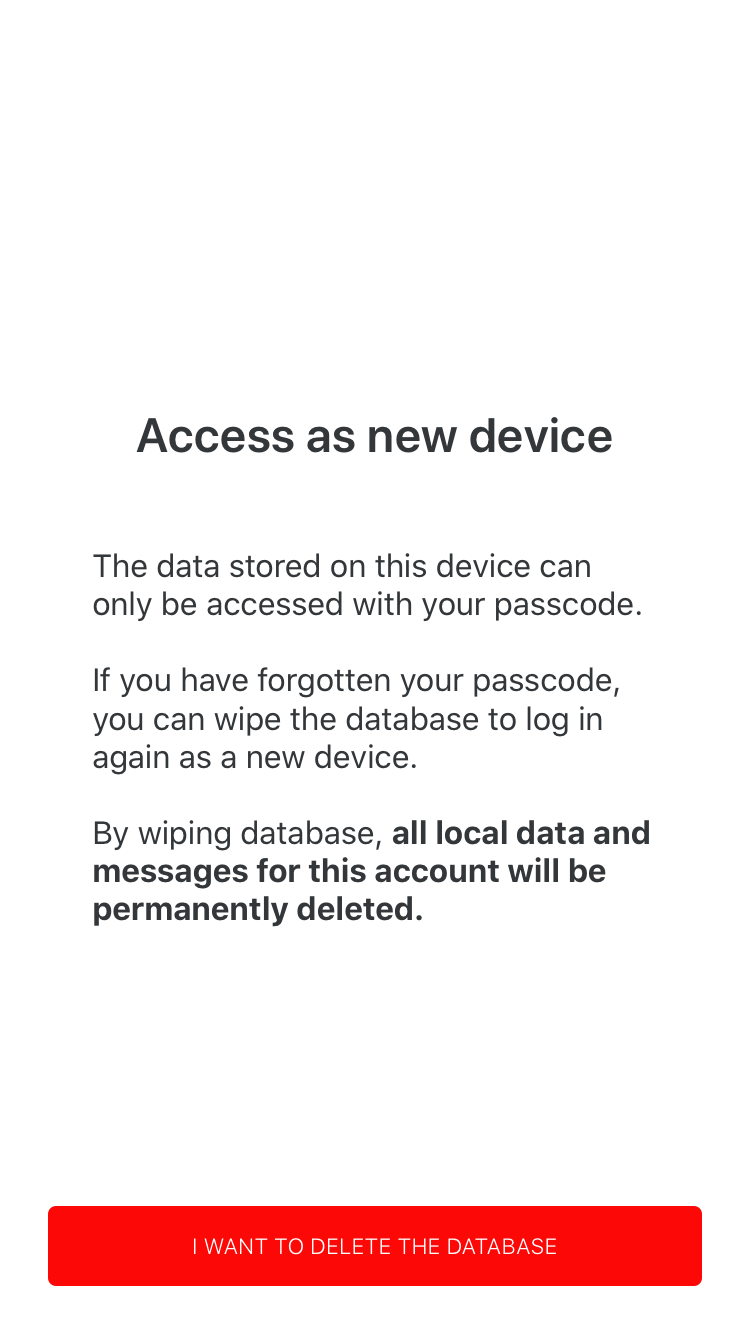 Access as new device
The data stored on this device can
only be accessed with your passcode.
If you have forgotten your passcode,
you can wipe the database to log in
again as a new device.
By wiping database, all local data and
messages for this account will be
permanently deleted.
I WANT TO DELETE THE DATABASE